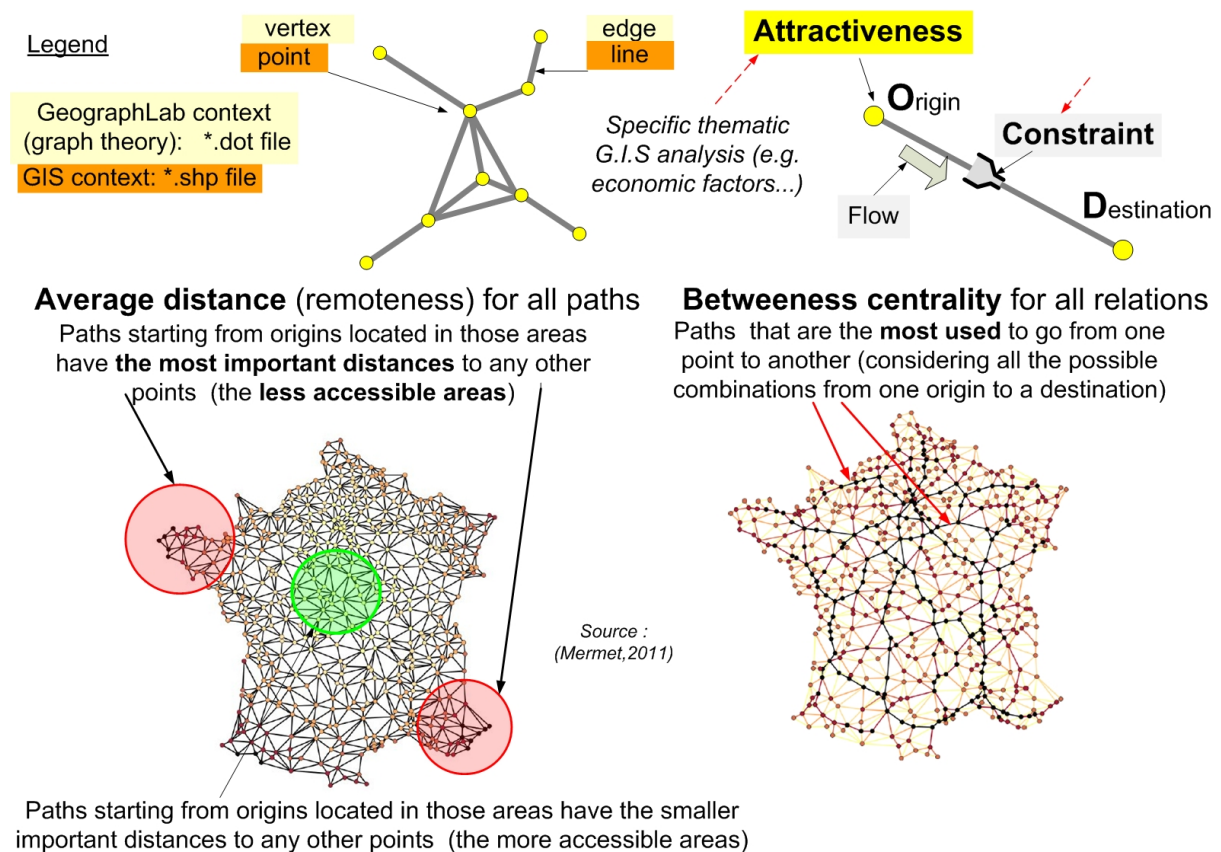 Legend
vertex
point
edge
line
GeographLab context
(graph theory): *.dot file
GIS context: *.shp file
Attractiveness
Specific thematic
G.I.S analysis (e.g.
economic factors...)
Origin
Constraint
Flow
Destination
Average distance (remoteness) for all paths
Paths starting from origins located in those areas
have the most important distances to any other
points (the less accessible areas)
Betweeness centrality for all relations
Paths that are the most used to go from one
point to another (considering all the possible
combinations from one origin to a destination)
Source :
(Mermet,2011)
Paths starting from origins located in those areas have the smaller
important distances to any other points (the more accessible areas)